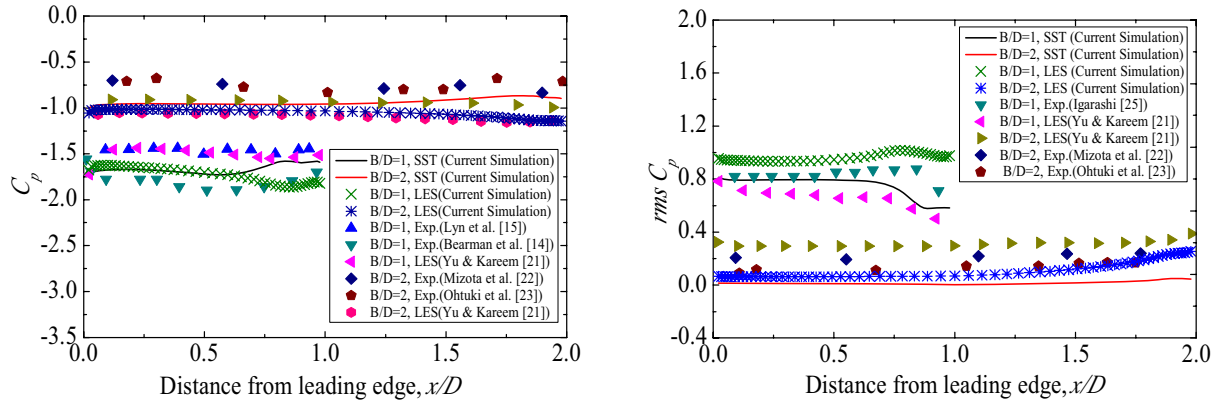 0.0
-0.5
-1.0
-1.5
-2.0
-2.5
-3.0
-3.5
C_p
0.0
0.5
1.0
1.5
2.0
Distance from leading edge, x/D
B/D=1, SST (Current Simulation)
B/D=2, SST (Current Simulation)
B/D=1, LES(Current Simulation)
B/D=2, LES(Current Simulation)
B/D=1, Exp.(Lyn et al. [15])
B/D=1, Exp.(Bearman et al. [14])
B/D=1, LES(Yu & Kareem [21])
B/D=2, Exp.(Mizota et al. [22])
B/D=2, Exp.(Ohtuki et al. [23])
B/D=2, LES(Yu & Kareem [21])
2.0
1.6
1.2
0.8
0.4
0.0
-0.4
rms C_p
0.0
0.5
1.0
1.5
2.0
Distance from leading edge, x/D
B/D=1, SST (Current Simulation)
B/D=2, SST (Current Simulation)
B/D=1, LES (Current Simulation)
B/D=2, LES (Current Simulation)
B/D=1, Exp.(Igarashi [25])
B/D=1, LES(Yu & Kareem [21])
B/D=2, LES(Yu & Kareem [21])
B/D=2, Exp.(Mizota et al. [22])
B/D=2, Exp.(Ohtuki et al. [23])